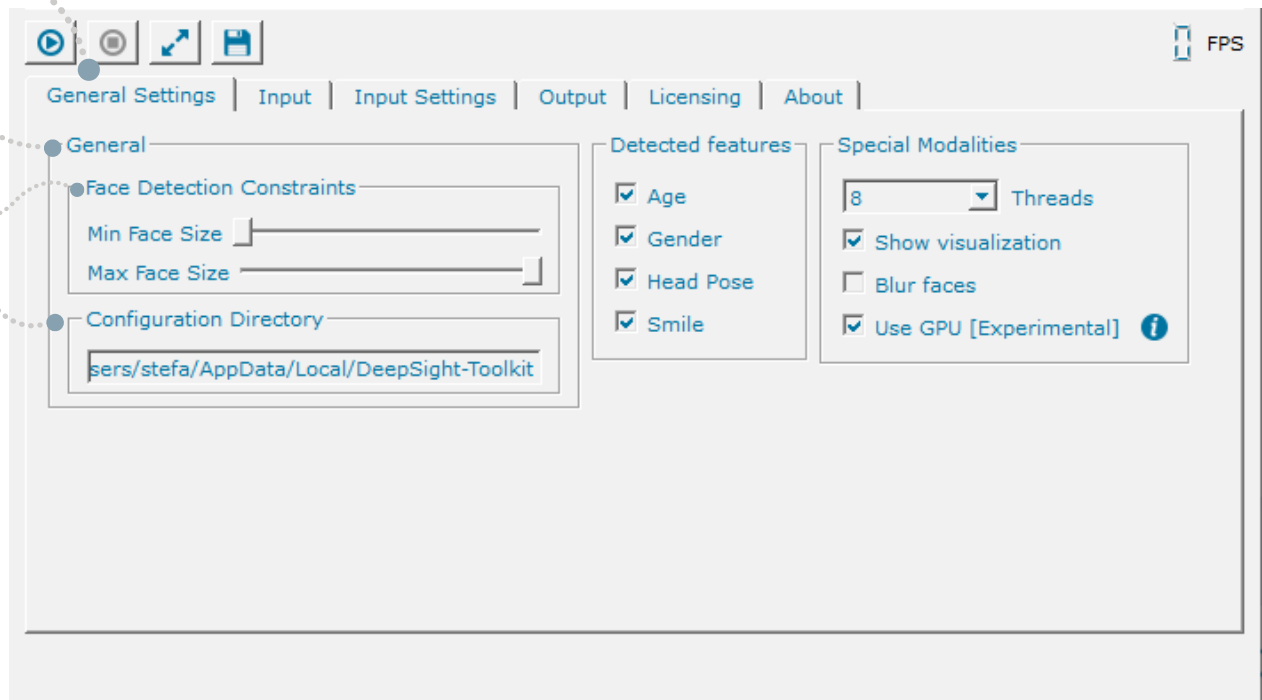 0 FPS
General Settings Input Input Settings Output Licensing About
General
Face Detection Constraints
Min Face Size
Max Face Size
Configuration Directory
sers/stefa/AppData/Local/DeepSight-Toolkit
Detected features
Age
Gender
Head Pose
Smile
Special Modalities
8 Threads
Show visualization
Blur faces
Use GPU [Experimental] i